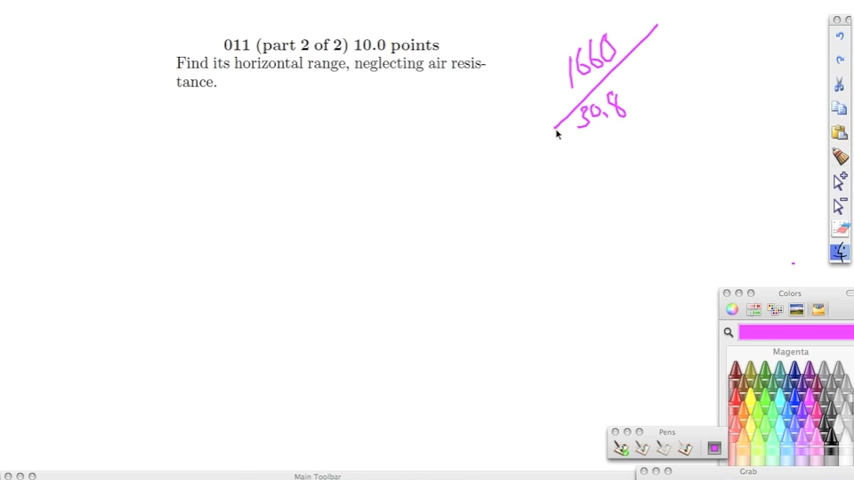 011 (part 2 of 2) 10.0 points
Find its horizontal range, neglecting air resis-
tance.
1660
30.8
Colors
Magenta
Pens
Grab
Main Toolbar